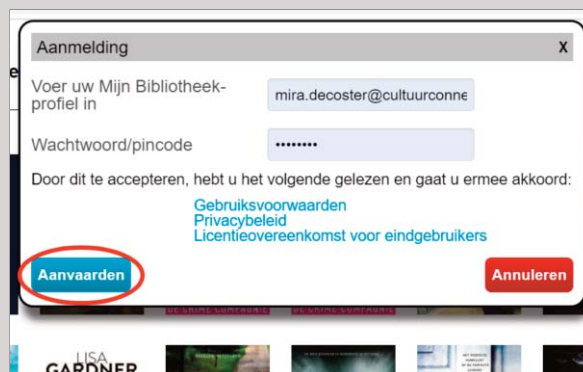 Aanmelding X
Voer uw Mijn Bibliotheek-
profiel in
mira.decoster@cultuurconne
Wachtwoord/pincode
••••••••
Door dit te accepteren, hebt u het volgende gelezen en gaat u ermee akkoord:
Gebruiksvoorwaarden
Privacybeleid
Licentieovereenkomst voor eindgebruikers
Aanvaarden
Annuleren
DE CRIME COMPAGNIE
DE CRIME COMPAGNIE
LISA
GARDNER